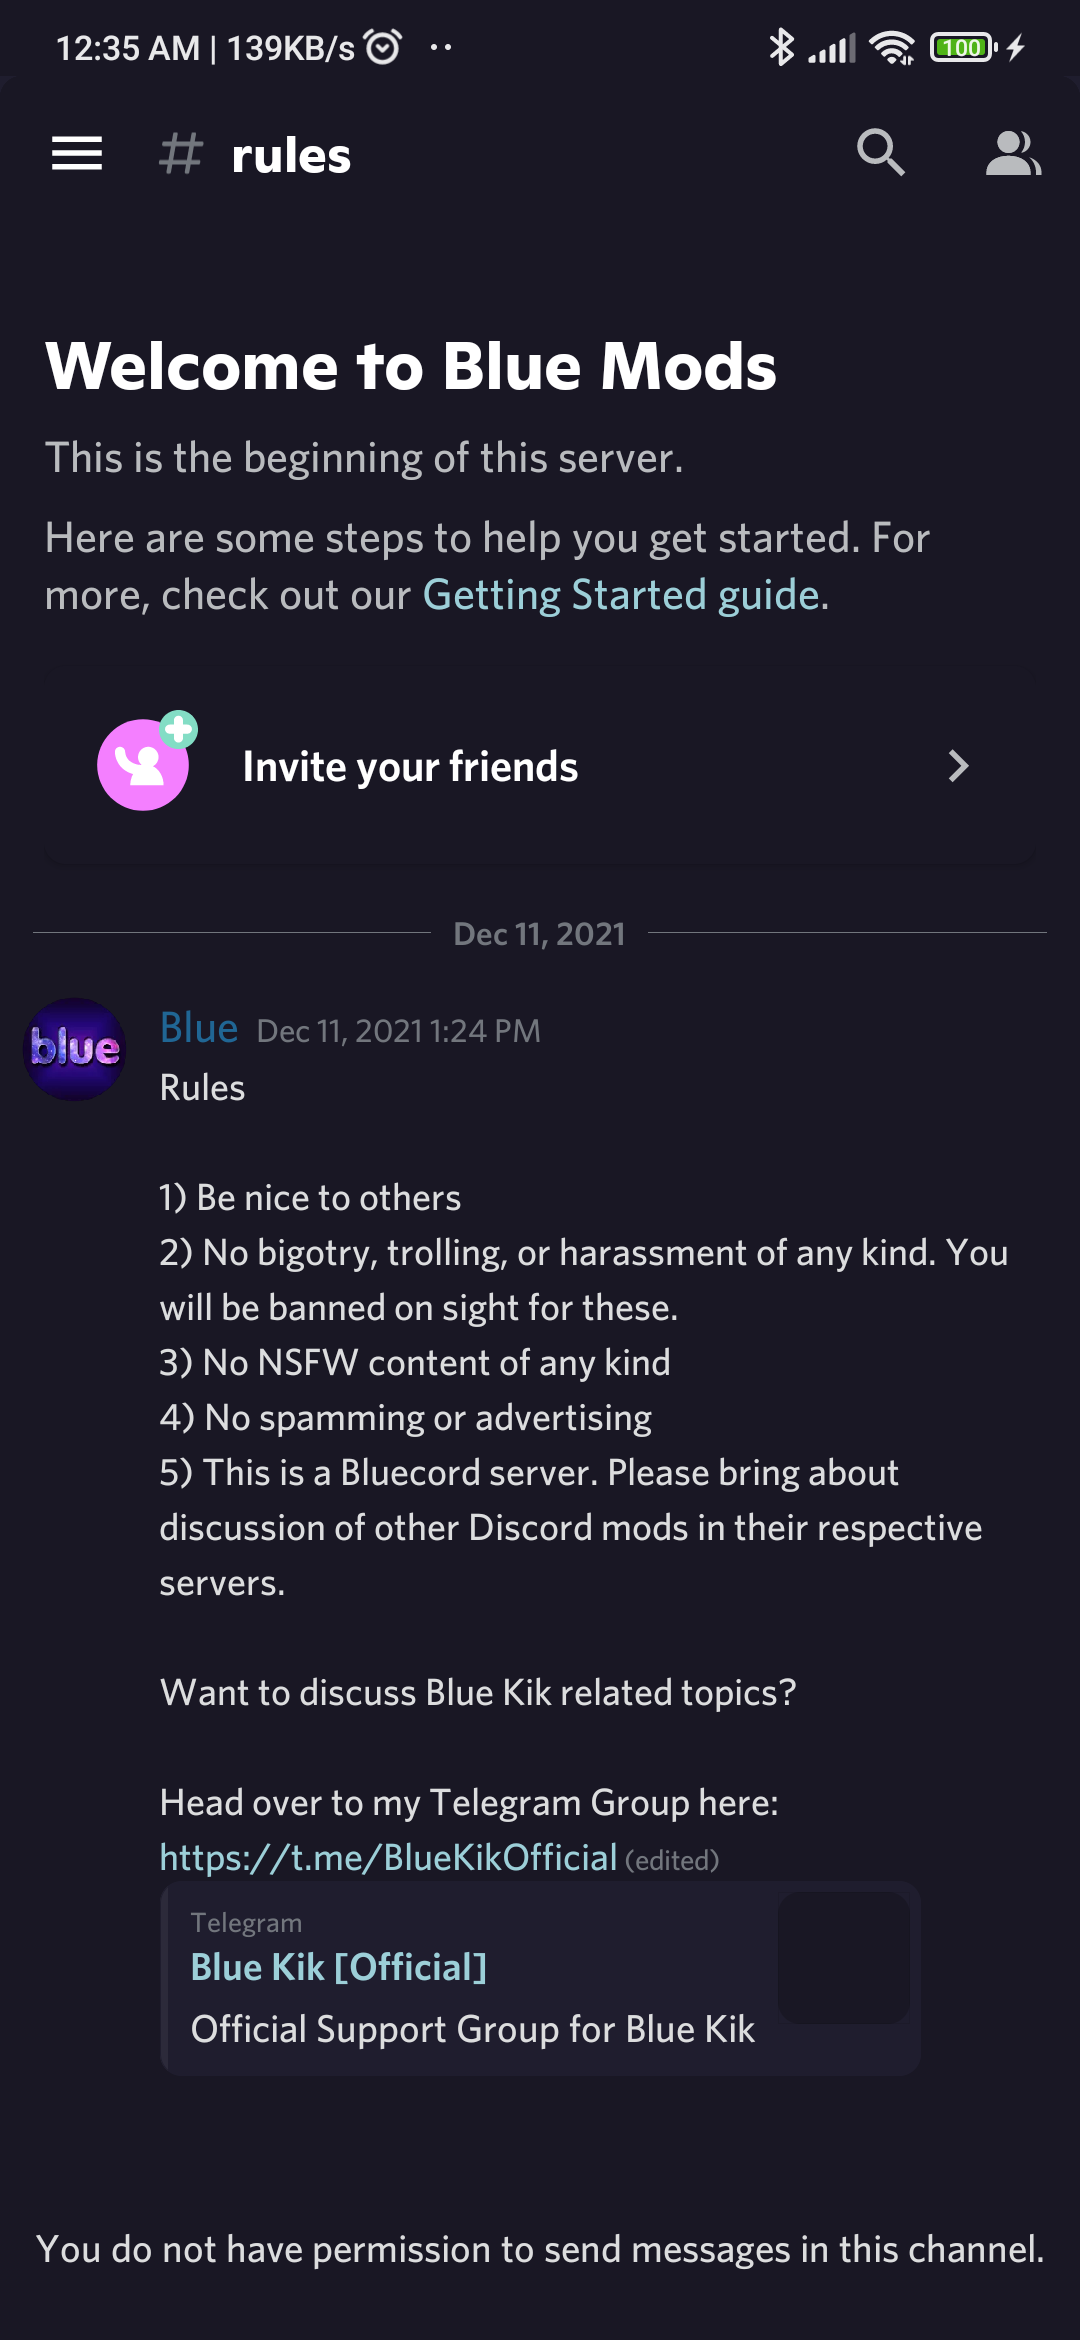 12:35 AM | 139KB/s
100
# rules
Welcome to Blue Mods
This is the beginning of this server.
Here are some steps to help you get started. For
more, check out our Getting Started guide.
Invite your friends
Dec 11, 2021
blue
Blue Dec 11, 2021 1:24 PM
Rules
1) Be nice to others
2) No bigotry, trolling, or harassment of any kind. You
will be banned on sight for these.
3) No NSFW content of any kind
4) No spamming or advertising
5) This is a Bluecord server. Please bring about
discussion of other Discord mods in their respective
servers.
Want to discuss Blue Kik related topics?
Head over to my Telegram Group here:
https://t.me/BlueKikOfficial (edited)
Telegram
Blue Kik [Official]
Official Support Group for Blue Kik
You do not have permission to send messages in this channel.